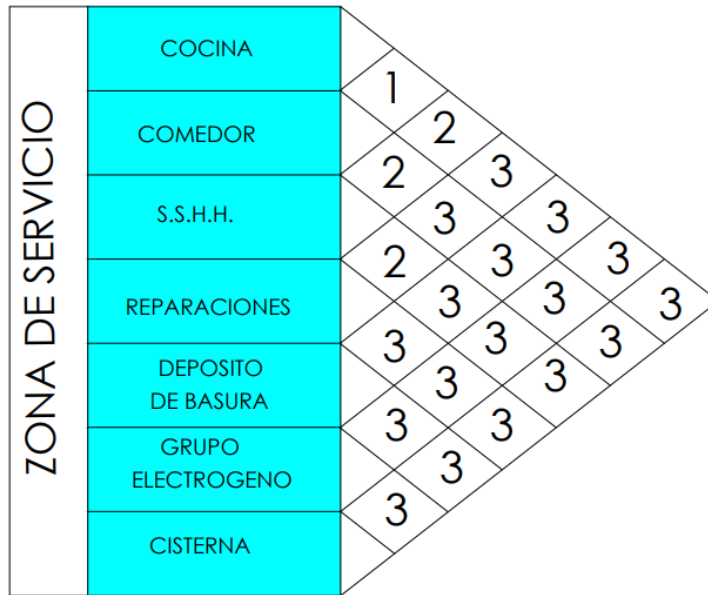 ZONA DE SERVICIO
COCINA
COMEDOR
S.S.H.H.
REPARACIONES
DEPOSITO
DE BASURA
GRUPO
ELECTROGENO
CISTERNA
1
2
2
3
3
3
2
3
3
3
3
3
3
3
3
3
3
3
3
3
3